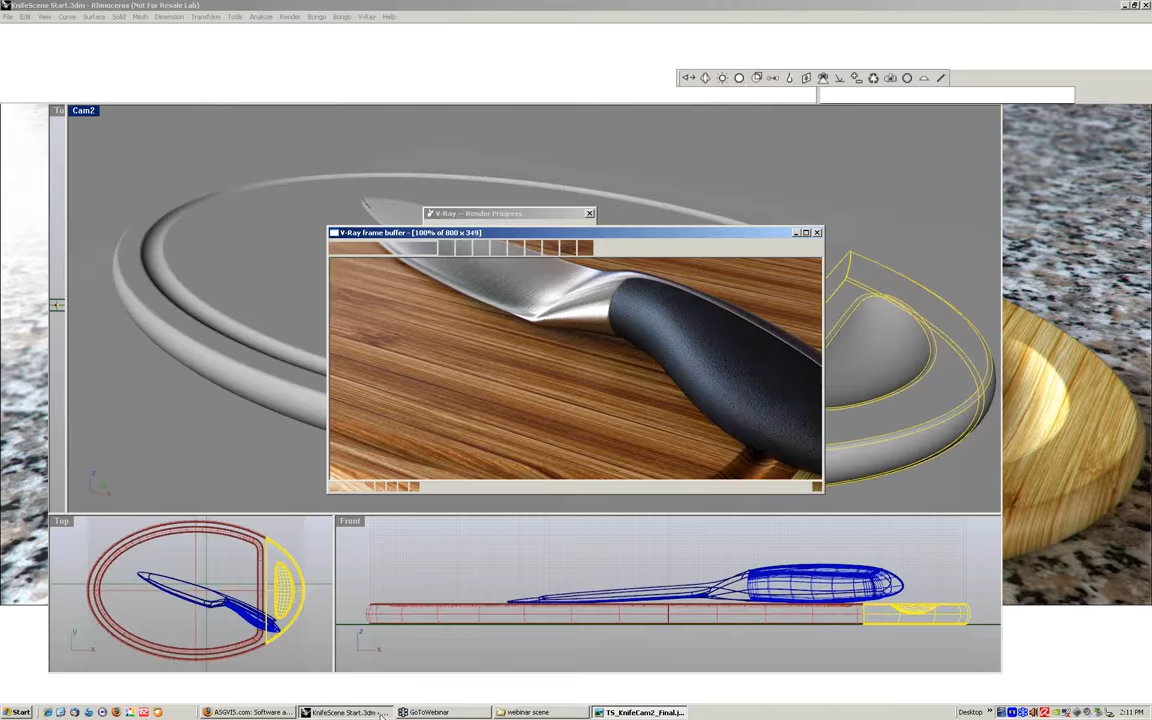 KnifeScene Start.3dm - Rhinoceros (Not For Resale Lab)
File Edit View Curve Surface Solid Mesh Dimension Transform Tools Analyze Render Bongo Bongo V-Ray Help
To
Cam2
V-Ray -- Render Progress
V-Ray frame buffer - [100% of 800 x 349]
z
x
Top
Front
y
x
z
x
Start
ASGVIS.com: Software a...
KnifeScene Start.3dm - ...
GoToWebinar
webinar scene
TS_KnifeCam2_Final.j...
Desktop
2:11 PM